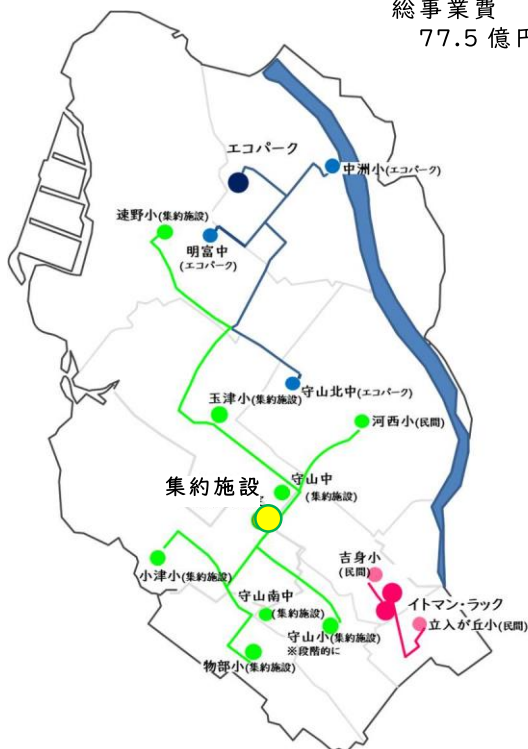 総事業費
77.5 億円
エコパーク
中洲小(エコパーク)
速野小(集約施設)
明富中
(エコパーク)
玉津小(集約施設)
守山北中(エコパーク)
河西小(民間)
守山中
(集約施設)
集約施設
小津小(集約施設)
吉身小
(民間)
イトマン・ラック
立入が丘小(民間)
守山南中
(集約施設)
守山小(集約施設)
※段階的に
物部小(集約施設)